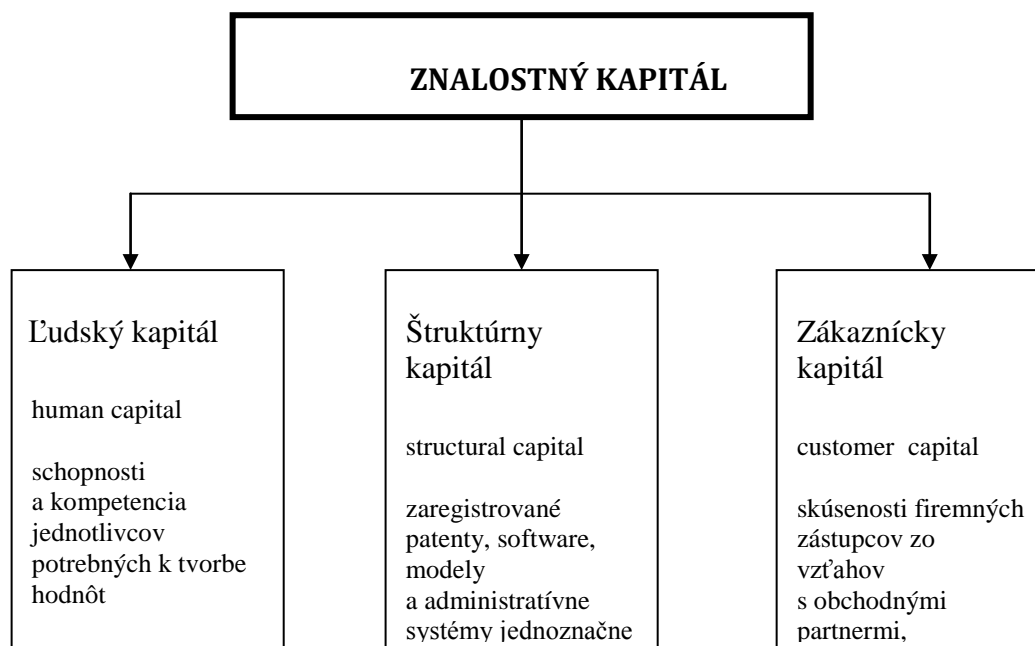 ZNALOSTNÝ KAPITÁL
Ľudský kapitál
human capital
schopnosti
a kompetencia
jednotlivcov
potrebných k tvorbe
hodnôt
Štruktúrny
kapitál
structural capital
zaregistrované
patenty, software,
modely
a administratívne
systémy jednoznačne
Zákaznícky
kapitál
customer capital
skúsenosti firemných
zástupcov zo
vzťahov
s obchodnými
partnermi,